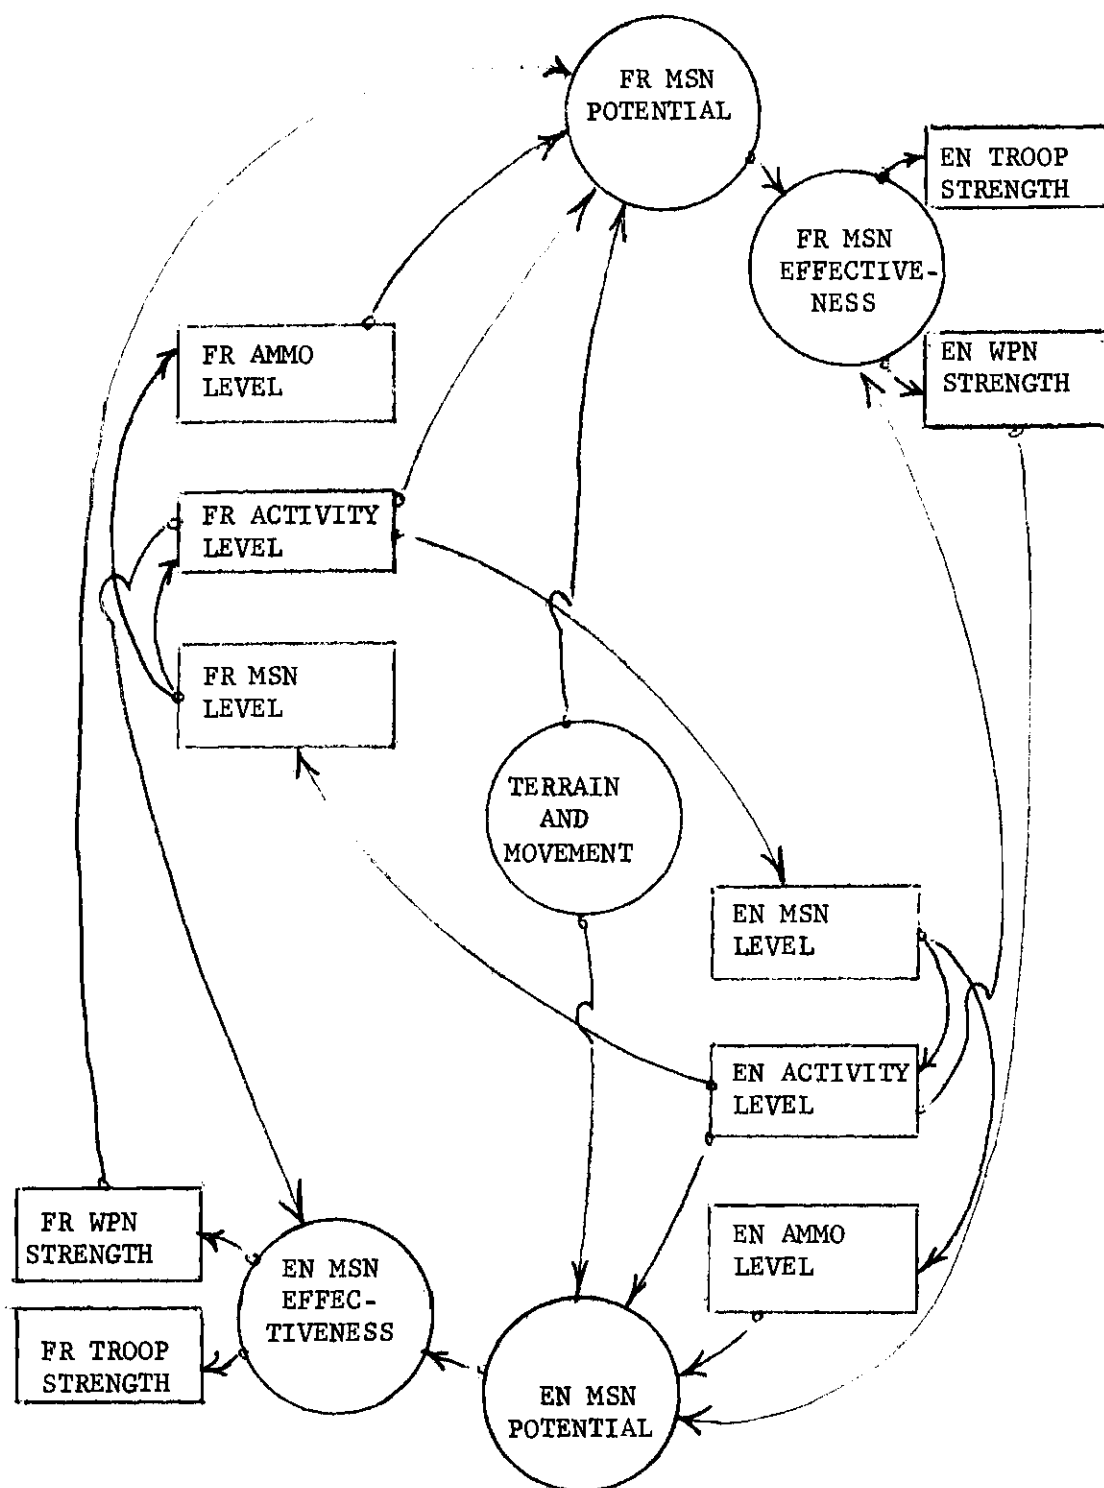 FR MSN
POTENTIAL
EN TROOP
STRENGTH
FR MSN
EFFECTIVE-
NESS
EN WPN
STRENGTH
FR AMMO
LEVEL
FR ACTIVITY
LEVEL
FR MSN
LEVEL
TERRAIN
AND
MOVEMENT
EN MSN
LEVEL
EN ACTIVITY
LEVEL
FR WPN
STRENGTH
EN AMMO
LEVEL
EN MSN
EFFEC-
TIVENESS
FR TROOP
STRENGTH
EN MSN
POTENTIAL